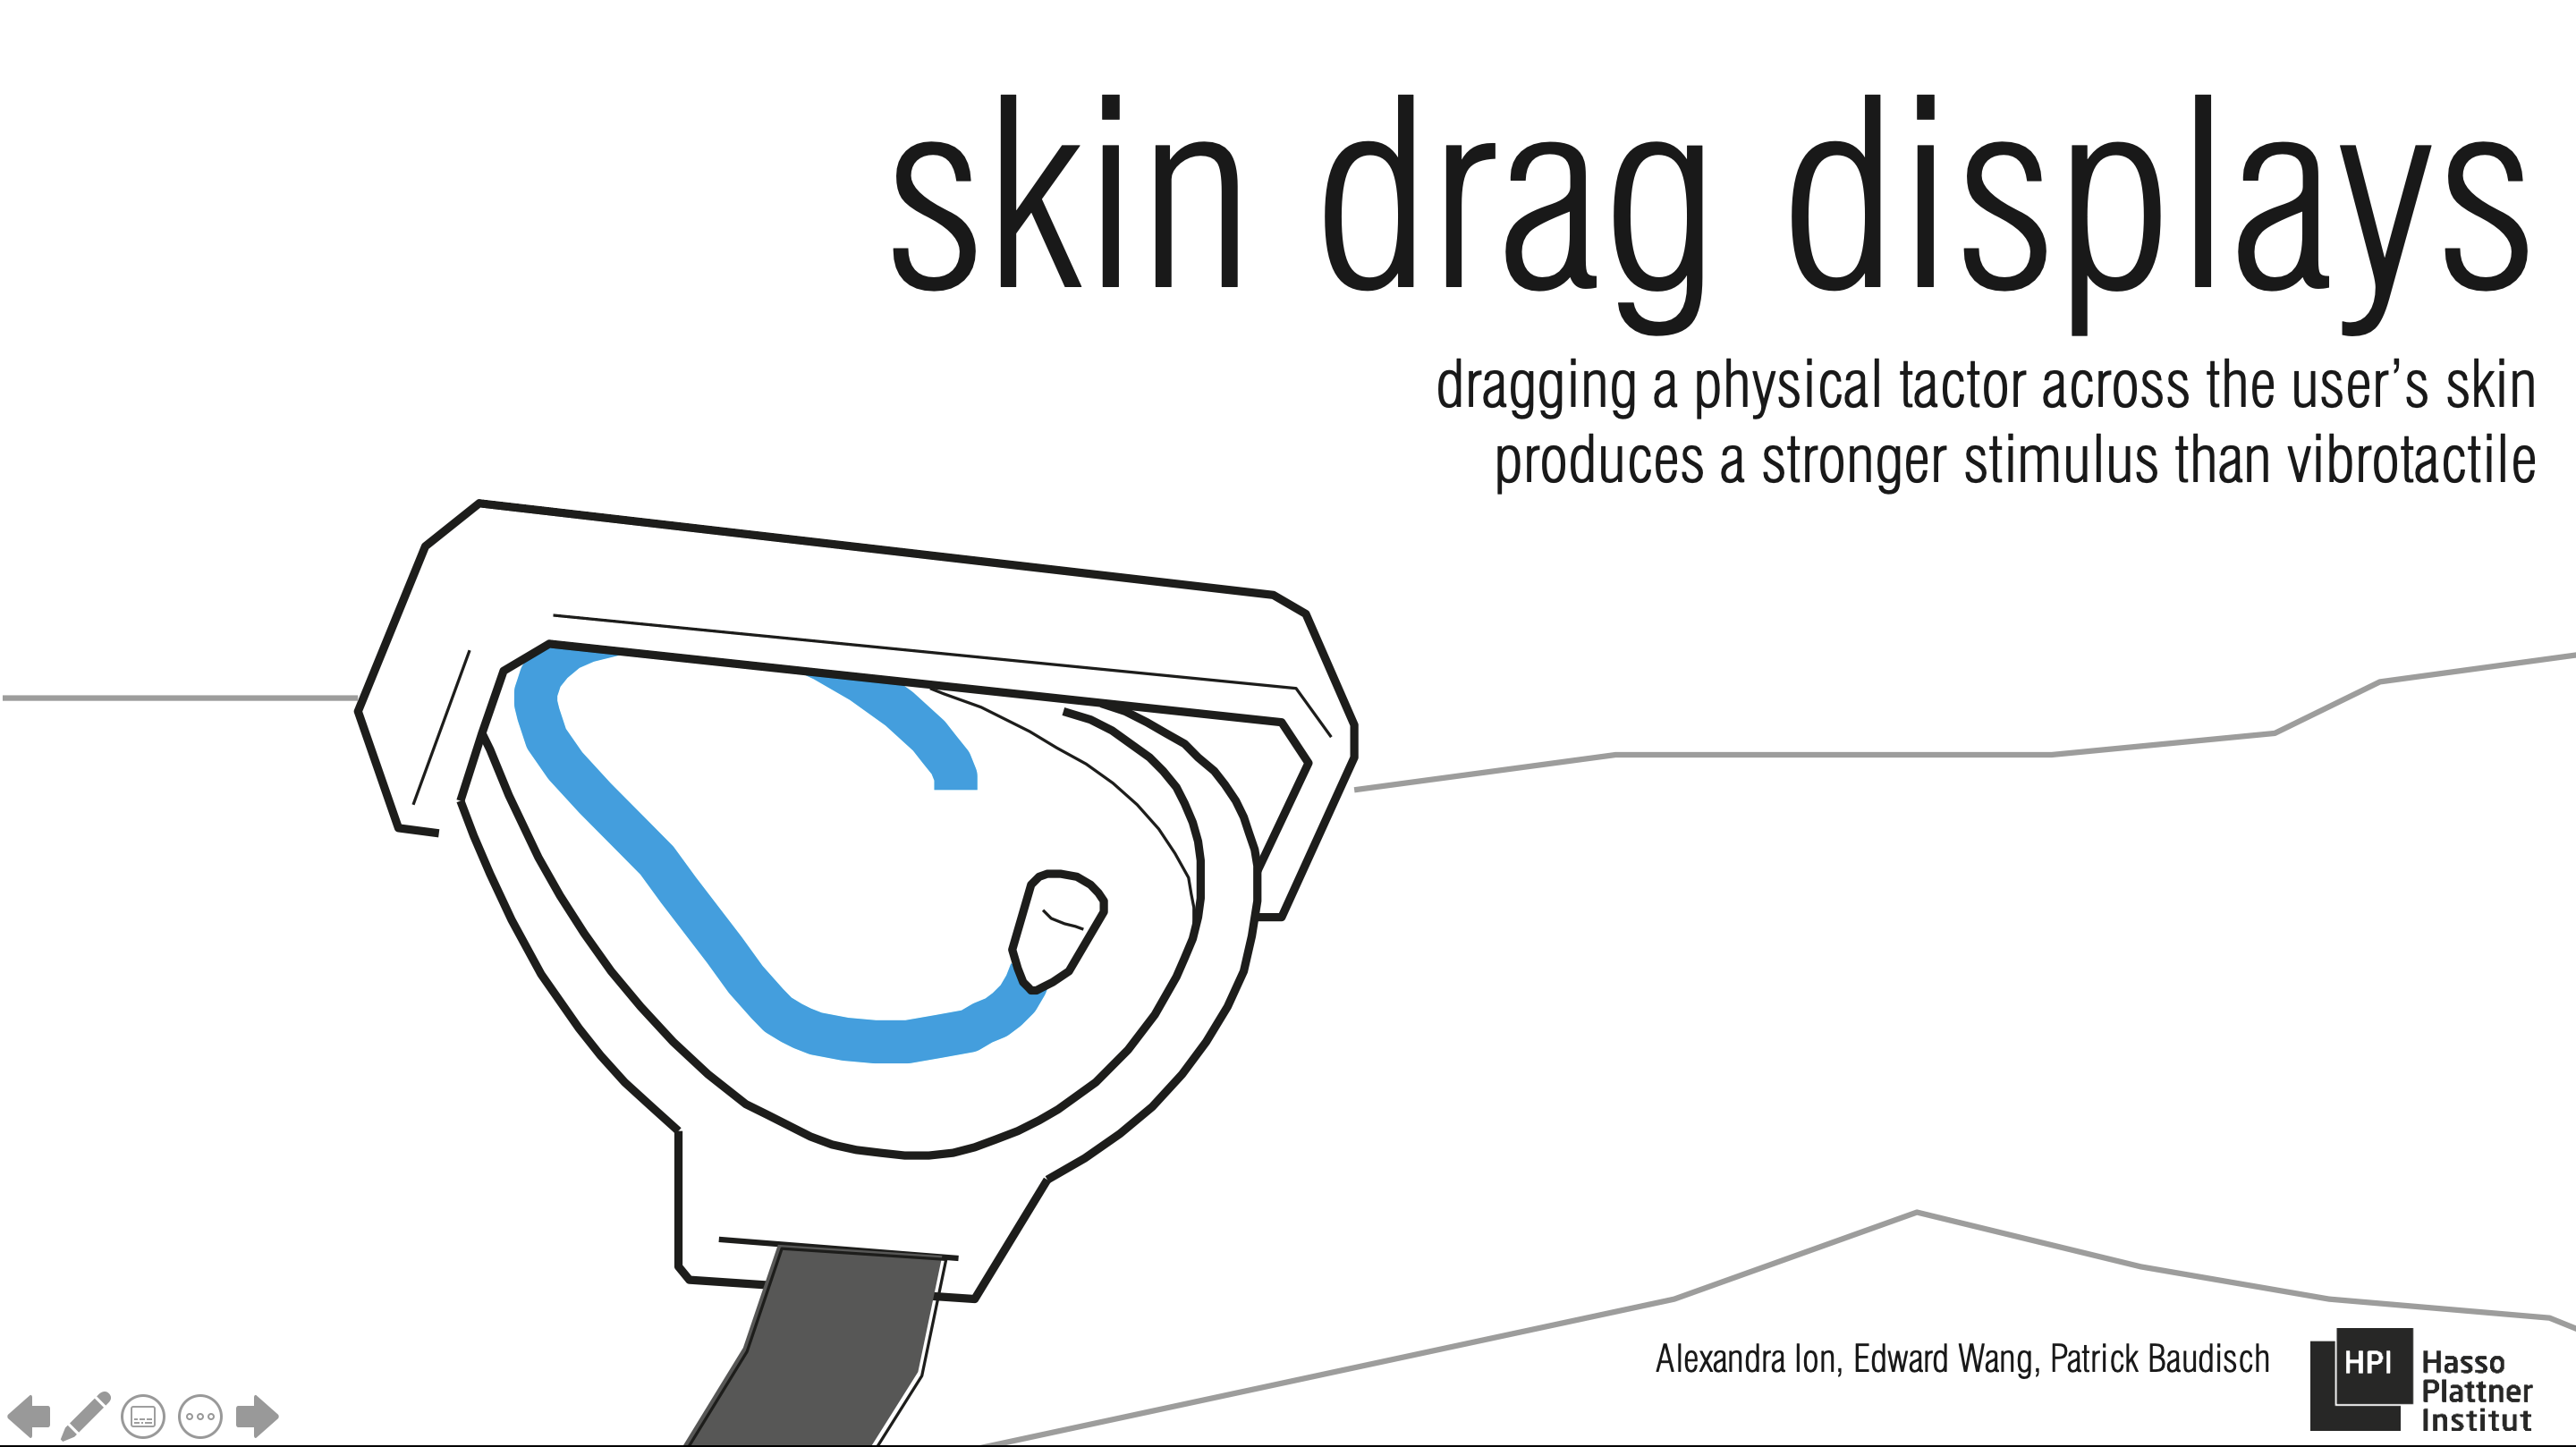 skin drag displays
dragging a physical tactor across the user’s skin
produces a stronger stimulus than vibrotactile
Alexandra Ion, Edward Wang, Patrick Baudisch
HPI
Hasso
Plattner
Institut